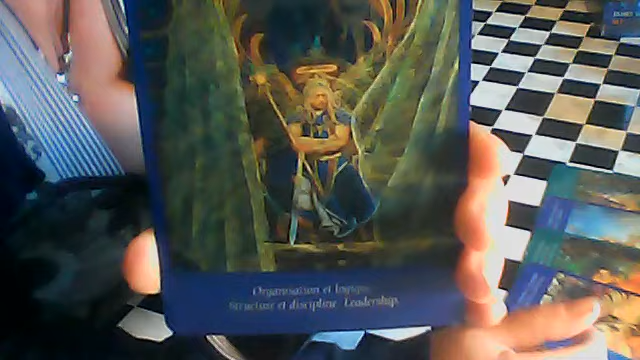 Organisation et logique.
Structure et discipline. Leadership.